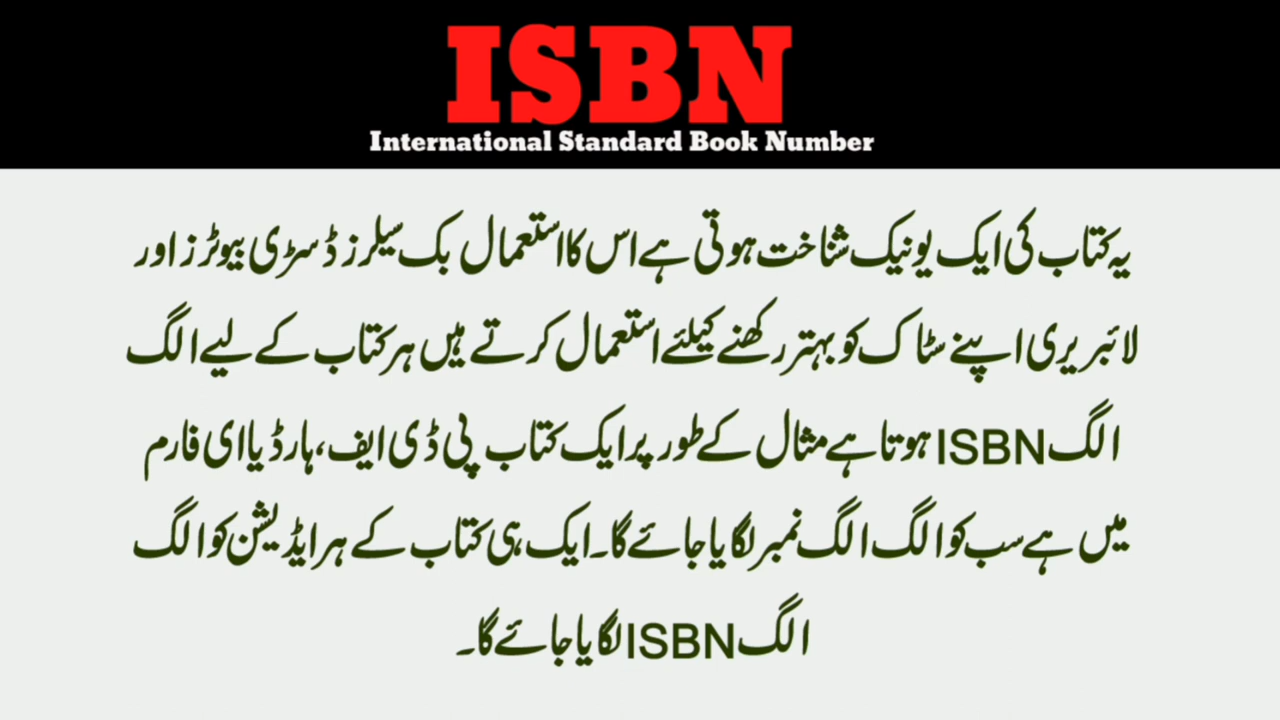 ISBN
International Standard Book Number
یہ کتاب کی ایک یونیک شناخت ہوتی ہے اس کا استعمال بک سیلرز ڈسڑی بیوٹرز اور
لائبریری اپنے سٹاک کو بہتر رکھنے کیلئے استعمال کرتے ہیں ہر کتاب کے لیے الگ
الگ ISBN ہوتا ہے مثال کے طور پر ایک کتاب پی ڈی ایف، ہارڈ یا ای فارم
میں ہے سب کو الگ الگ نمبر لگایا جائے گا۔ ایک ہی کتاب کے ہر ایڈیشن کو الگ
الگ ISBN لگایا جائے گا۔